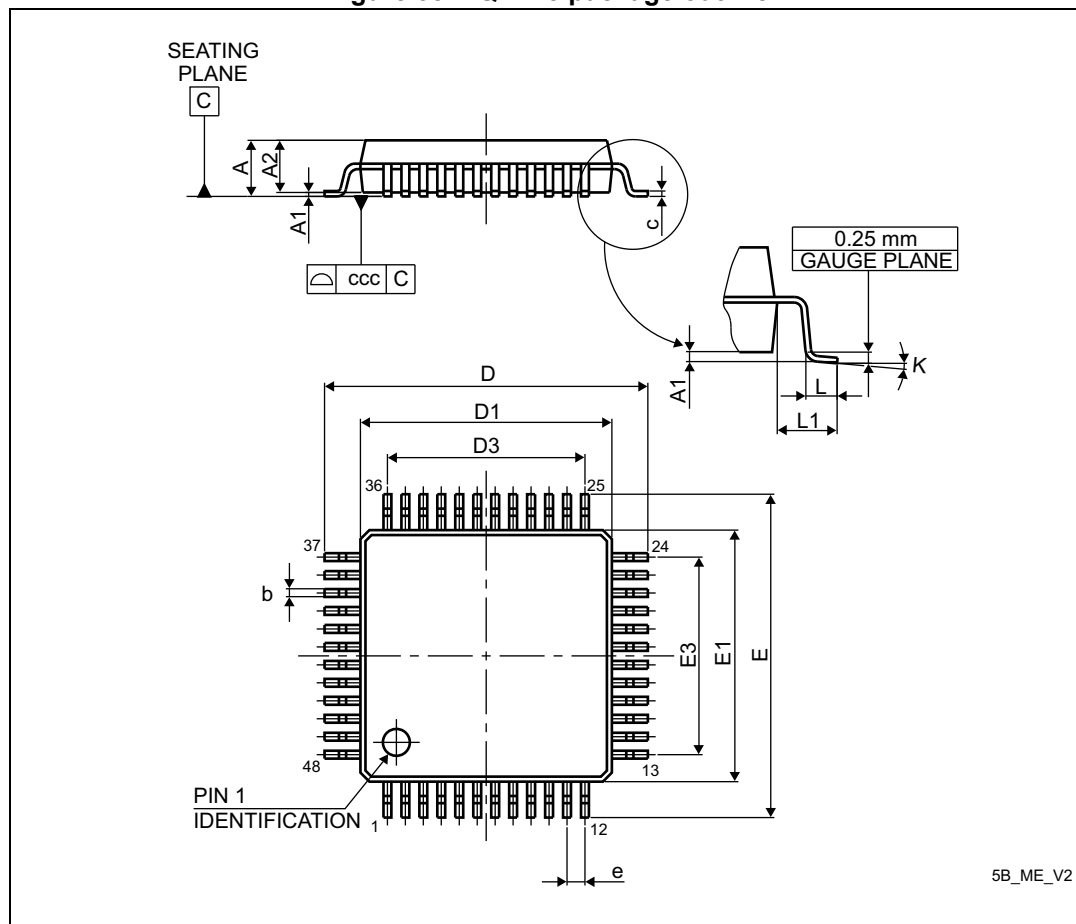 SEATING
PLANE
C
A
A2
A1
c
ccc C
0.25 mm
GAUGE PLANE
A1
K
L
L1
D
D1
D3
36
25
37
24
b
E3
E1
E
48
13
PIN 1
IDENTIFICATION
1
12
e
5B_ME_V2